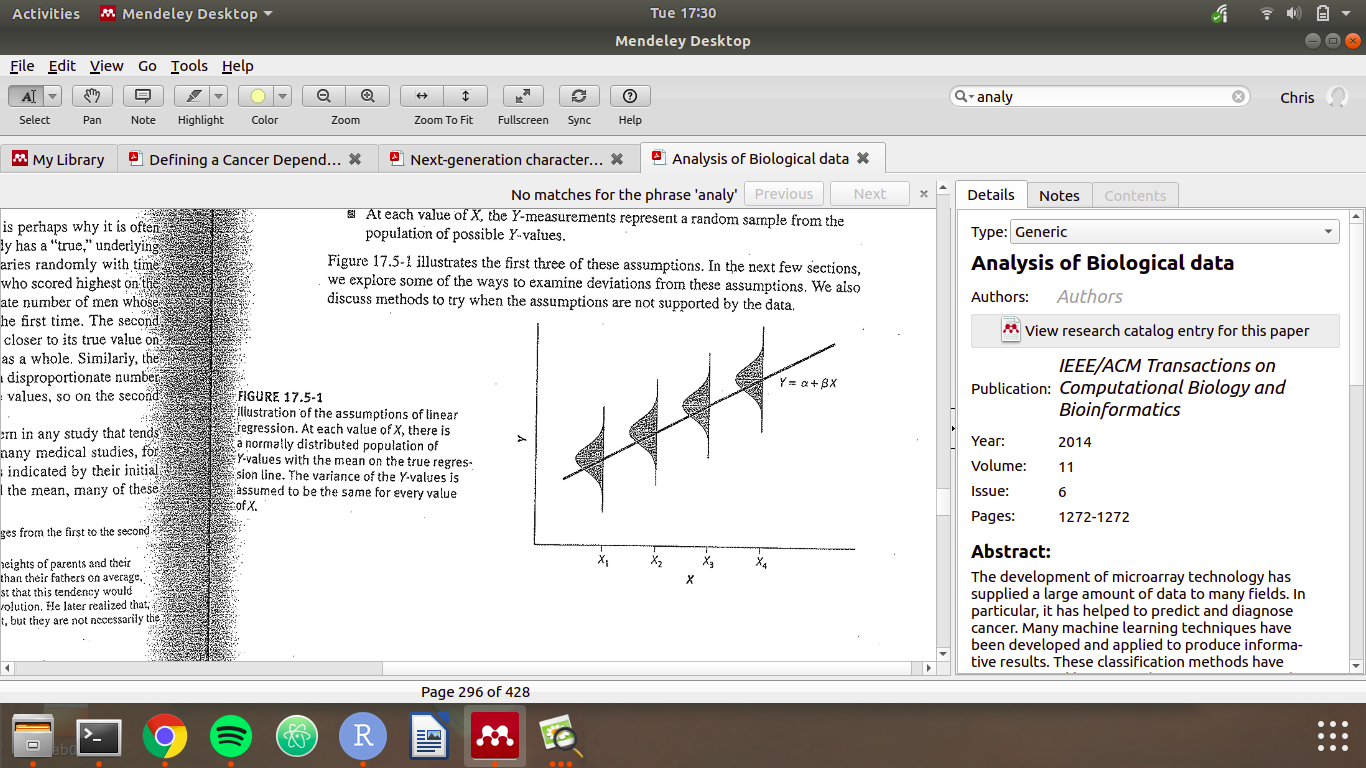 Activities Mendeley Desktop Tue 17:30
Mendeley Desktop
File Edit View Go Tools Help
analy
Chris
Select Pan Note Highlight Color Zoom Zoom To Fit Fullscreen Sync Help
My Library Defining a Cancer Depend... Next-generation character... Analysis of Biological data
No matches for the phrase 'analy' Previous Next
is perhaps why it is often
ly has a “true,” underlying
aries randomly with time
who scored highest on the
ate number of men whose
he first time. The second
closer to its true value on
as a whole. Similarly, the
disproportionate number
values, so on the second
ern in any study that tends
many medical studies, for
indicated by their initial
the mean, many of these
ges from the first to the second
heights of parents and their
than their fathers on average,
st that this tendency would
volution. He later realized that,
t, but they are not necessarily the
At each value of X, the Y-measurements represent a random sample from the
population of possible Y-values.
Figure 17.5-1 illustrates the first three of these assumptions. In the next few sections,
we explore some of the ways to examine deviations from these assumptions. We also
discuss methods to try when the assumptions are not supported by the data.
FIGURE 17.5-1
Illustration of the assumptions of linear
regression. At each value of X, there is
a normally distributed population of
Y-values with the mean on the true regres-
sion line. The variance of the Y-values is
assumed to be the same for every value
of X.
Y = α + βX
Y
X1 X2 X3 X4
X
Details Notes Contents
Type: Generic
Analysis of Biological data
Authors: Authors
View research catalog entry for this paper
Publication: IEEE/ACM Transactions on
Computational Biology and
Bioinformatics
Year: 2014
Volume: 11
Issue: 6
Pages: 1272-1272
Abstract:
The development of microarray technology has
supplied a large amount of data to many fields. In
particular, it has helped to predict and diagnose
cancer. Many machine learning techniques have
been developed and applied to produce informa-
tive results. These classification methods have
Page 296 of 428